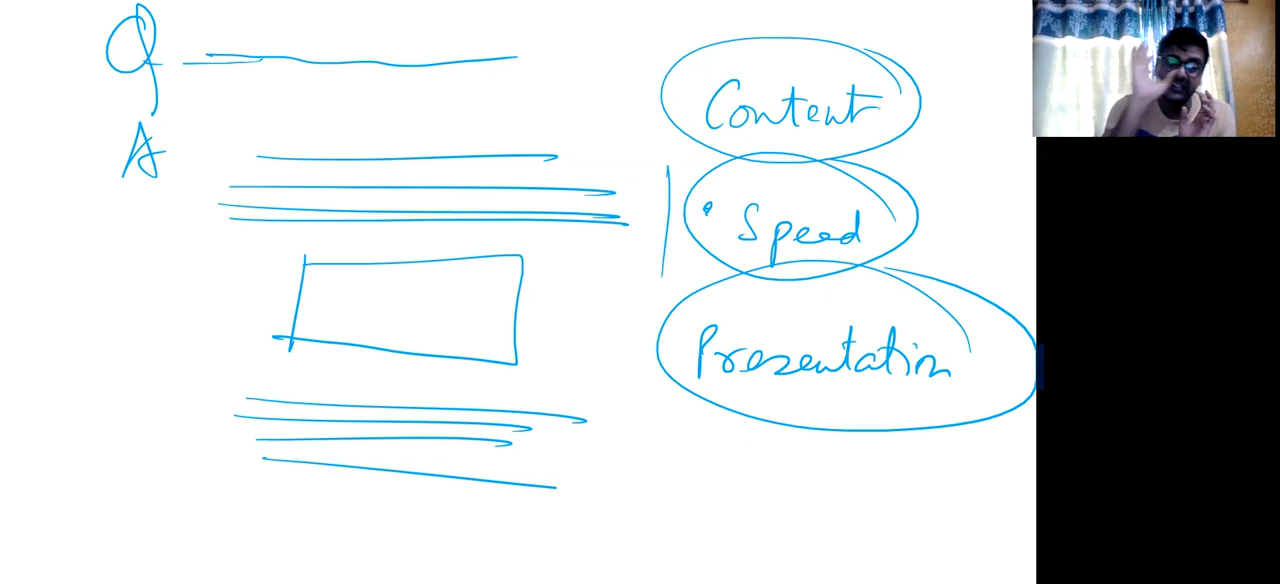 Q
A
Content
Speed
Presentation